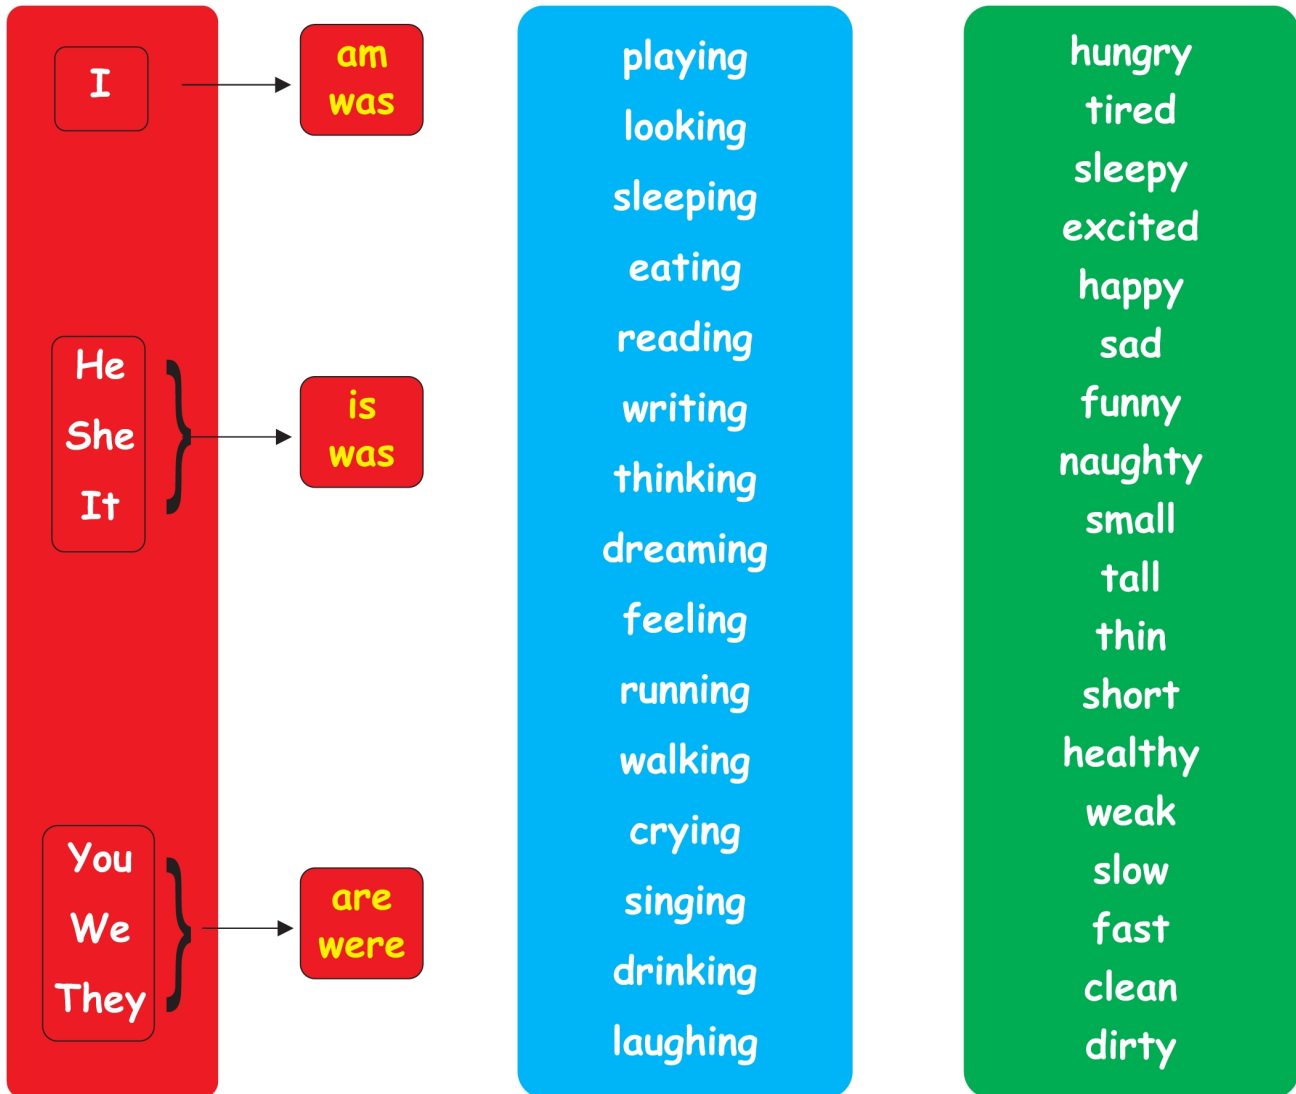 I
am
was
He
She
It
is
was
You
We
They
are
were
playing
looking
sleeping
eating
reading
writing
thinking
dreaming
feeling
running
walking
crying
singing
drinking
laughing
hungry
tired
sleepy
excited
happy
sad
funny
naughty
small
tall
thin
short
healthy
weak
slow
fast
clean
dirty